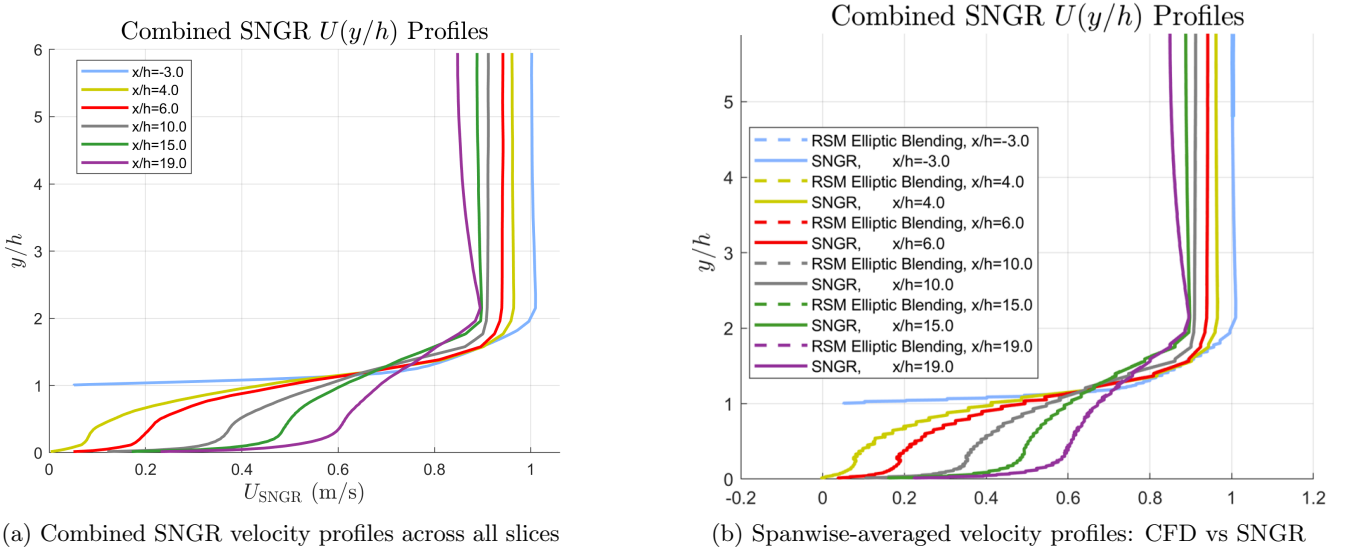 Combined SNGR U(y/h) Profiles
6
5
4
3
2
1
0
y/h
x/h=-3.0
x/h=4.0
x/h=6.0
x/h=10.0
x/h=15.0
x/h=19.0
0 0.2 0.4 0.6 0.8 1
U_SNGR (m/s)
(a) Combined SNGR velocity profiles across all slices
Combined SNGR U(y/h) Profiles
5
4
3
2
1
0
y/h
RSM Elliptic Blending, x/h=-3.0
SNGR, x/h=-3.0
RSM Elliptic Blending, x/h=4.0
SNGR, x/h=4.0
RSM Elliptic Blending, x/h=6.0
SNGR, x/h=6.0
RSM Elliptic Blending, x/h=10.0
SNGR, x/h=10.0
RSM Elliptic Blending, x/h=15.0
SNGR, x/h=15.0
RSM Elliptic Blending, x/h=19.0
SNGR, x/h=19.0
-0.2 0 0.2 0.4 0.6 0.8 1 1.2
(b) Spanwise-averaged velocity profiles: CFD vs SNGR